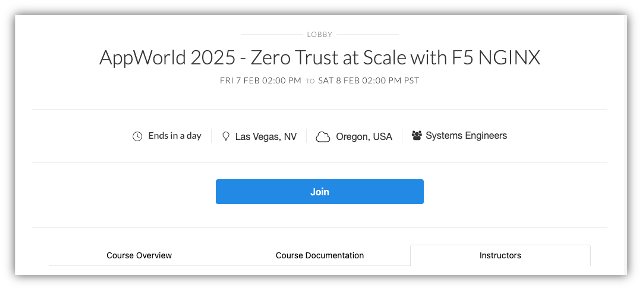 LOBBY
AppWorld 2025 - Zero Trust at Scale with F5 NGINX
FRI 7 FEB 02:00 PM TO SAT 8 FEB 02:00 PM PST
Ends in a day Las Vegas, NV Oregon, USA Systems Engineers
Join
Course Overview Course Documentation Instructors